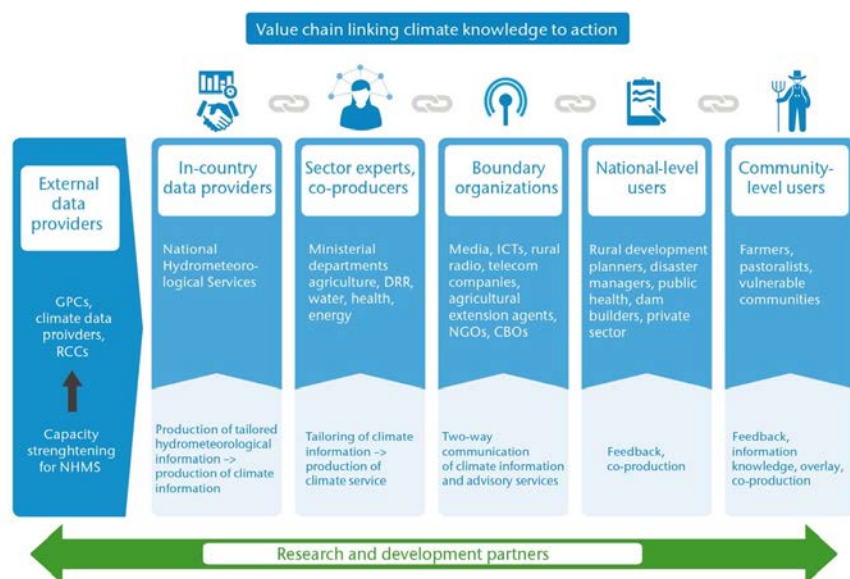 Value chain linking climate knowledge to action
External
data
providers
GPCs,
climate data
proivders,
RCCs
Capacity
strenghtening
for NHMS
In-country
data providers
National
Hydrometeoro-
logical Services
Production of tailored
hydrometeorological
information –>
production of climate
information
Sector experts,
co-producers
Ministerial
departments
agriculture, DRR,
water, health,
energy
Tailoring of climate
information –>
production of
climate service
Boundary
organizations
Media, ICTs, rural
radio, telecom
companies,
agricultural
extension agents,
NGOs, CBOs
Two-way
communication
of climate information
and advisory services
National-level
users
Rural development
planners, disaster
managers, public
health, dam
builders, private
sector
Feedback,
co-production
Community-
level users
Farmers,
pastoralists,
vulnerable
communities
Feedback,
information
knowledge, overlay,
co-production
Research and development partners